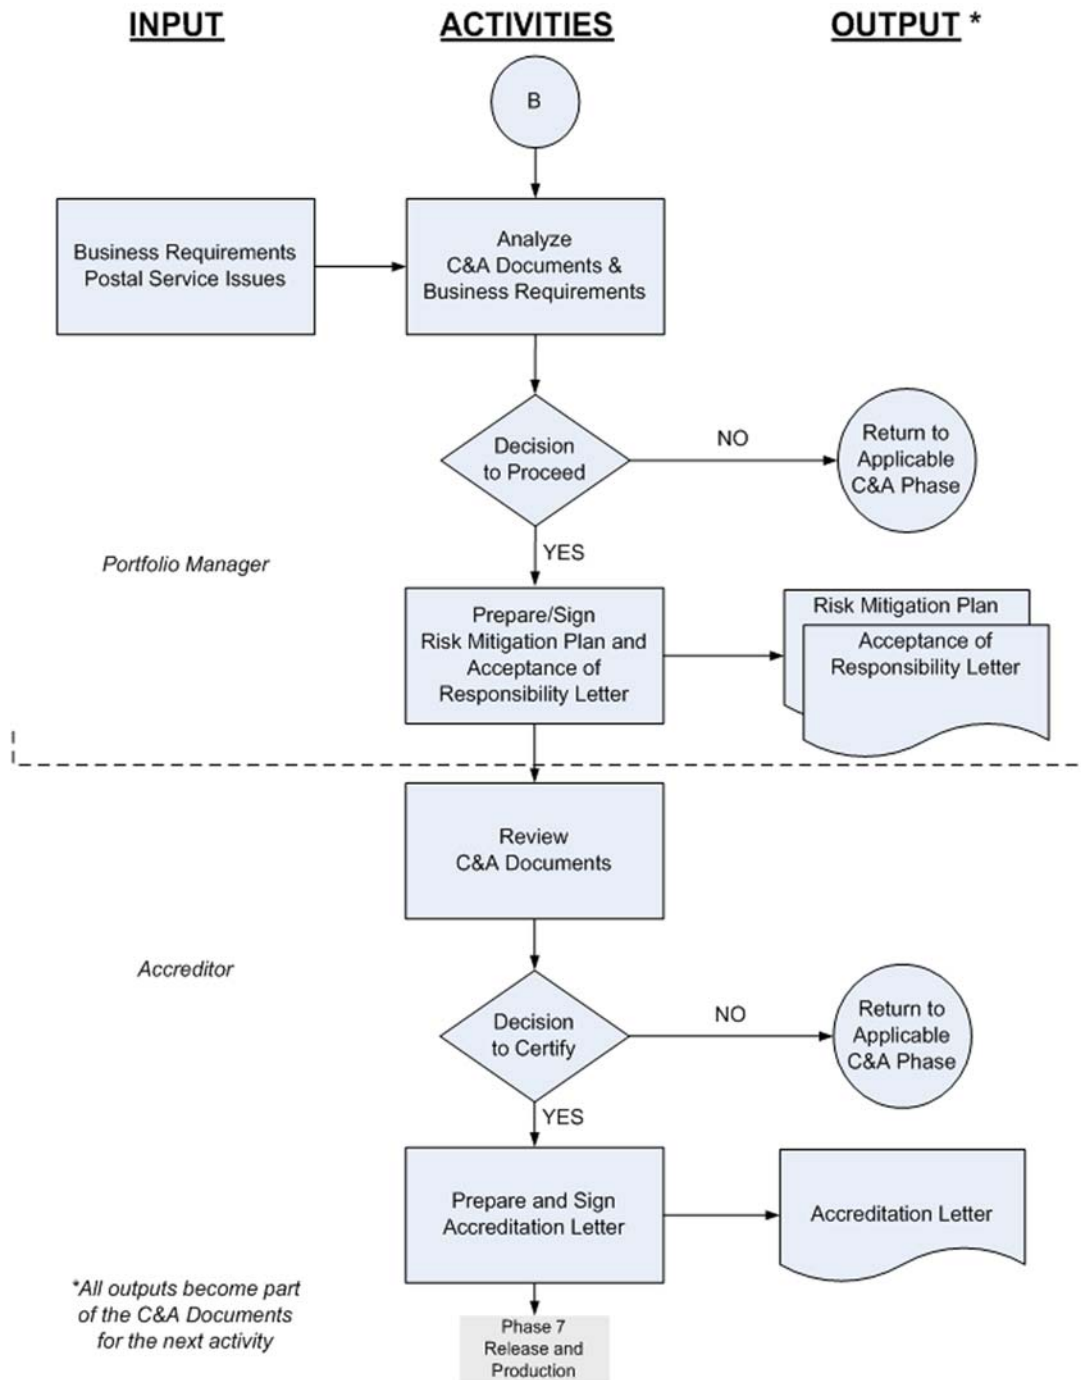 INPUT
ACTIVITIES
OUTPUT *
B
Business Requirements
Postal Service Issues
Analyze
C&A Documents &
Business Requirements
Decision
to Proceed
NO
Return to
Applicable
C&A Phase
YES
Portfolio Manager
Prepare/Sign
Risk Mitigation Plan and
Acceptance of
Responsibility Letter
Risk Mitigation Plan
Acceptance of
Responsibility Letter
Review
C&A Documents
Accreditor
Decision
to Certify
NO
Return to
Applicable
C&A Phase
YES
Prepare and Sign
Accreditation Letter
Accreditation Letter
*All outputs become part
of the C&A Documents
for the next activity
Phase 7
Release and
Production